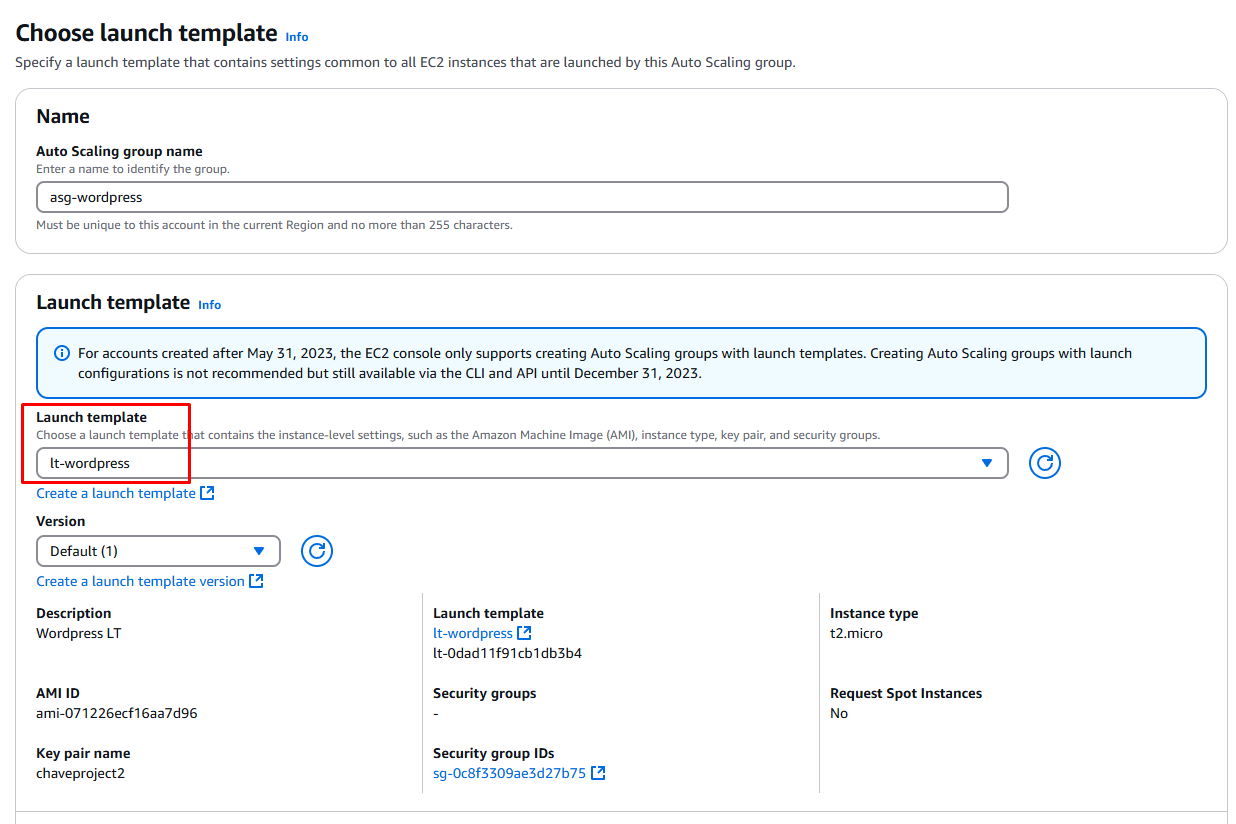 Choose launch template Info
Specify a launch template that contains settings common to all EC2 instances that are launched by this Auto Scaling group.
Name
Auto Scaling group name
Enter a name to identify the group.
asg-wordpress
Must be unique to this account in the current Region and no more than 255 characters.
Launch template Info
For accounts created after May 31, 2023, the EC2 console only supports creating Auto Scaling groups with launch templates. Creating Auto Scaling groups with launch
configurations is not recommended but still available via the CLI and API until December 31, 2023.
Launch template
Choose a launch template that contains the instance-level settings, such as the Amazon Machine Image (AMI), instance type, key pair, and security groups.
lt-wordpress
Create a launch template
Version
Default (1)
Create a launch template version
Description
Wordpress LT
Launch template
lt-wordpress
lt-0dad11f91cb1db3b4
Instance type
t2.micro
AMI ID
ami-071226ecf16aa7d96
Security groups
-
Request Spot Instances
No
Key pair name
chaveproject2
Security group IDs
sg-0c8f3309ae3d27b75